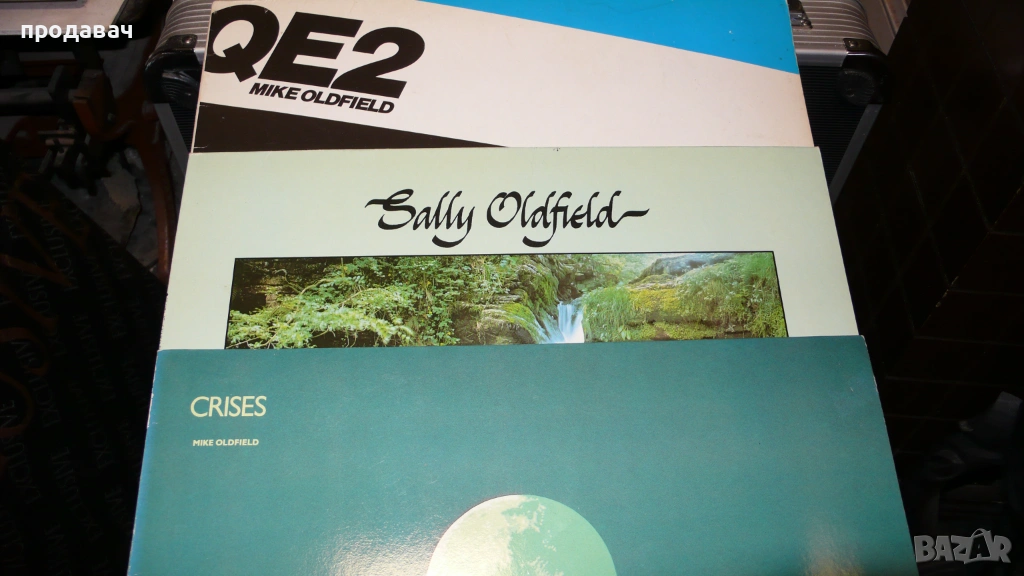 продавач
QE2
MIKE OLDFIELD
Sally Oldfield
CRISES
MIKE OLDFIELD
BAZAR